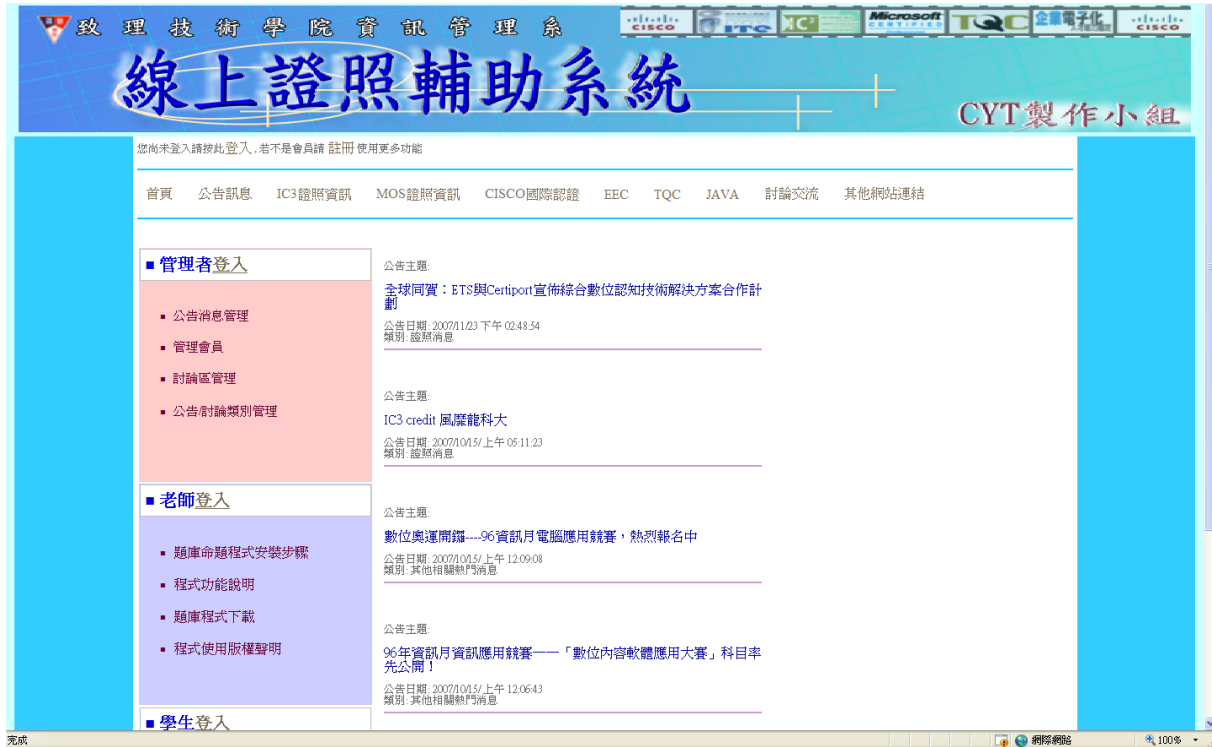 致理技術學院資訊管理系
CISCO ITC IC³ Microsoft CERTIFIED TQC 企業電子化 CISCO
線上證照輔助系統
CYT製作小組
您尚未登入請按此登入,若不是會員請 註冊 使用更多功能
首頁 公告訊息 IC3證照資訊 MOS證照資訊 CISCO國際認證 EEC TQC JAVA 討論交流 其他網站連結
■ 管理者登入
▪ 公告消息管理
▪ 管理會員
▪ 討論區管理
▪ 公告/討論類別管理
■ 老師登入
▪ 題庫命題程式安裝步驟
▪ 程式功能說明
▪ 題庫程式下載
▪ 程式使用版權聲明
■ 學生登入
公告主題:
全球同賀：ETS與Certiport宣佈綜合數位認知技術解決方案合作計
劃
公告日期: 2007/11/23 下午 02:48:54
類別: 證照消息
公告主題:
IC3 credit 風靡龍科大
公告日期: 2007/10/15/ 上午 05:11:23
類別: 證照消息
公告主題:
數位奧運開鑼----96資訊月電腦應用競賽，熱烈報名中
公告日期: 2007/10/15/ 上午 12:09:08
類別: 其他相關熱門消息
公告主題:
96年資訊月資訊應用競賽——「數位內容軟體應用大賽」科目率
先公開！
公告日期: 2007/10/15/ 上午 12:06:43
類別: 其他相關熱門消息
完成 網際網路 100%